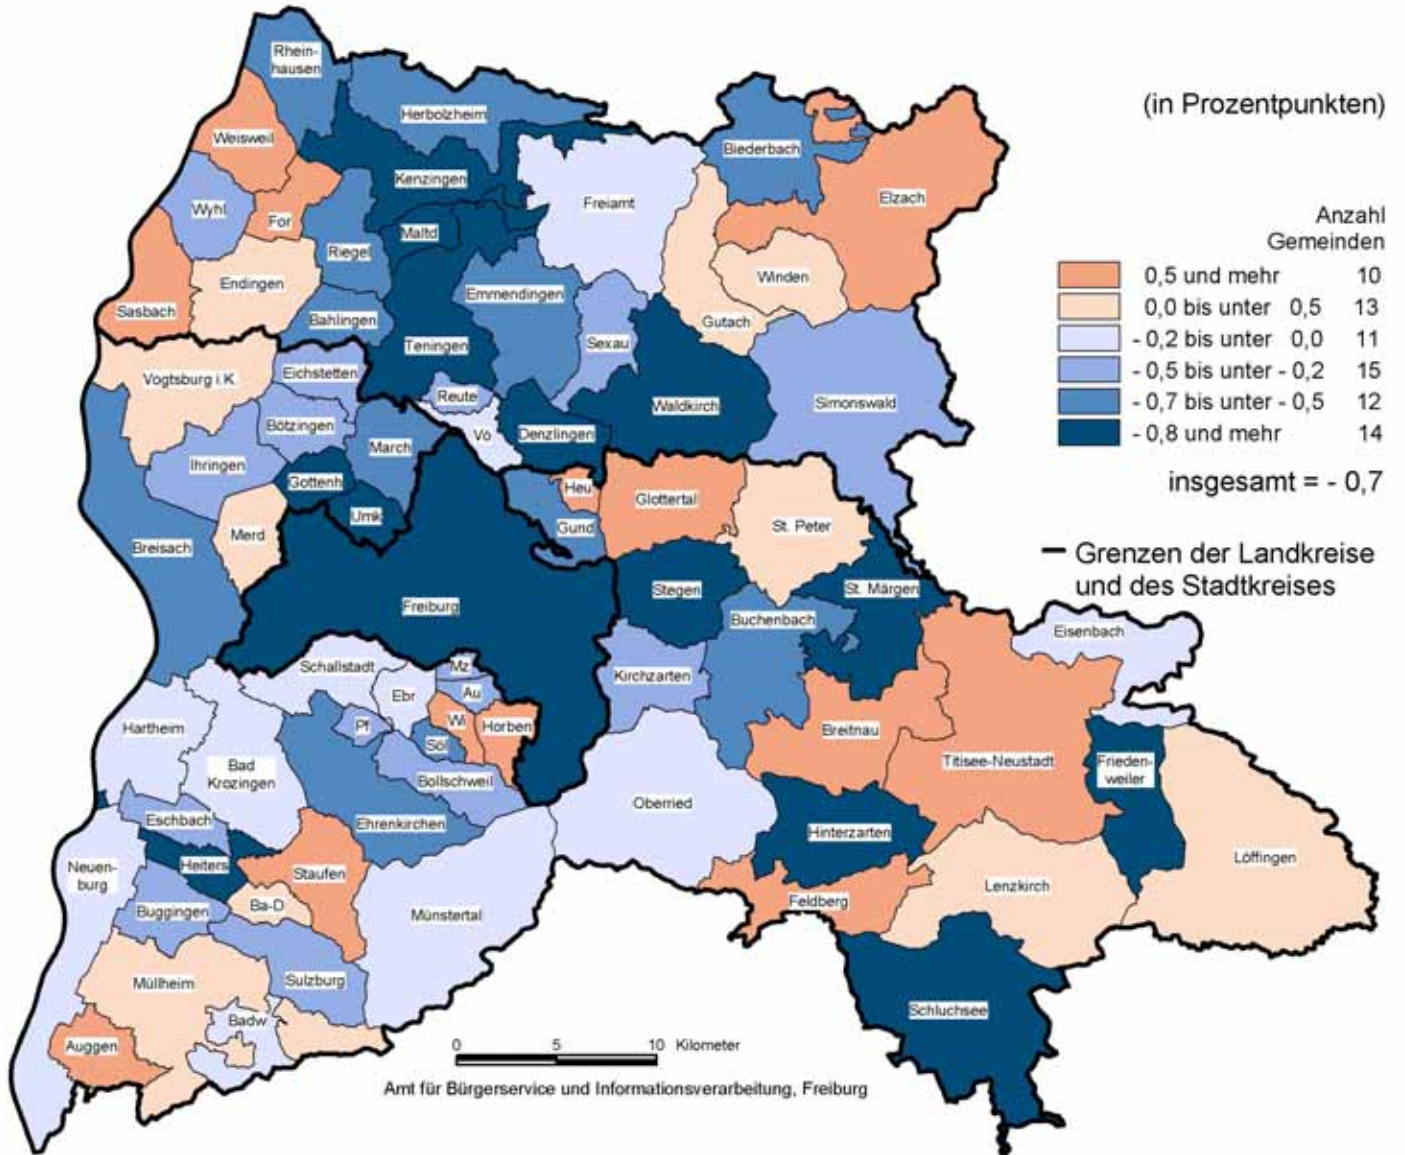 Rhein-
hausen
Herbolzheim
(in Prozentpunkten)
Weisweil
Biederbach
Kenzingen
Elzach
Wyhl
For
Freiamt
Maltd
Riegel
Endingen
Winden
Emmendingen
Sasbach
Bahlingen
Gutach
Teningen
Sexau
Vogtsburg i.K.
Eichstetten
Reute
Waldkirch
Simonswald
Bötzingen
Vö
Denzlingen
March
Ihringen
Gottenh
Heu
Glottertal
Umk
Gund
St. Peter
Merd
Breisach
Stegen
St. Märgen
Freiburg
Buchenbach
Eisenbach
Schallstadt
Mz
Kirchzarten
Ebr
Au
Hartheim
Pf
Wi
Horben
Breitnau
Söl
Titisee-Neustadt
Frieden-
weiler
Bad
Krozingen
Bollschweil
Oberried
Eschbach
Ehrenkirchen
Hinterzarten
Heiters
Löffingen
Neuen-
burg
Staufen
Lenzkirch
Ba-D
Feldberg
Buggingen
Münstertal
Müllheim
Sulzburg
Schluchsee
Badw
Auggen
Anzahl
Gemeinden
0,5 und mehr 10
0,0 bis unter 0,5 13
- 0,2 bis unter 0,0 11
- 0,5 bis unter - 0,2 15
- 0,7 bis unter - 0,5 12
- 0,8 und mehr 14
insgesamt = - 0,7
Grenzen der Landkreise
und des Stadtkreises
0 5 10 Kilometer
Amt für Bürgerservice und Informationsverarbeitung, Freiburg